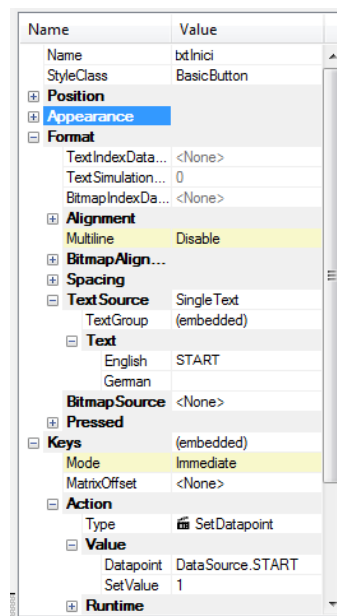 Name Value
Name txtInici
StyleClass BasicButton
Position
Appearance
Format
TextIndexData... <None>
TextSimulation... 0
BitmapIndexDa... <None>
Alignment
Multiline Disable
BitmapAlign...
Spacing
TextSource SingleText
TextGroup (embedded)
Text
English START
German
BitmapSource <None>
Pressed
Keys (embedded)
Mode Immediate
MatrixOffset <None>
Action
Type SetDatapoint
Value
Datapoint DataSource.START
SetValue 1
Runtime